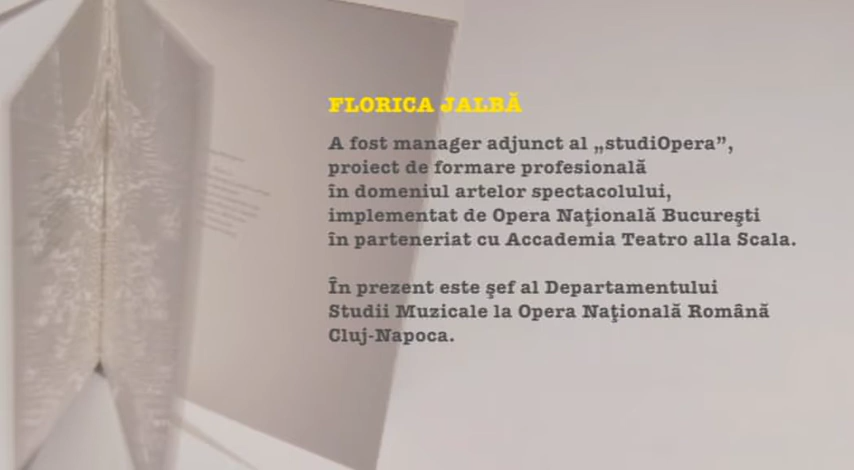 FLORICA JALBĂ
A fost manager adjunct al „studiOpera”,
proiect de formare profesională
în domeniul artelor spectacolului,
implementat de Opera Naţională Bucureşti
în parteneriat cu Accademia Teatro alla Scala.
În prezent este şef al Departamentului
Studii Muzicale la Opera Naţională Română
Cluj-Napoca.